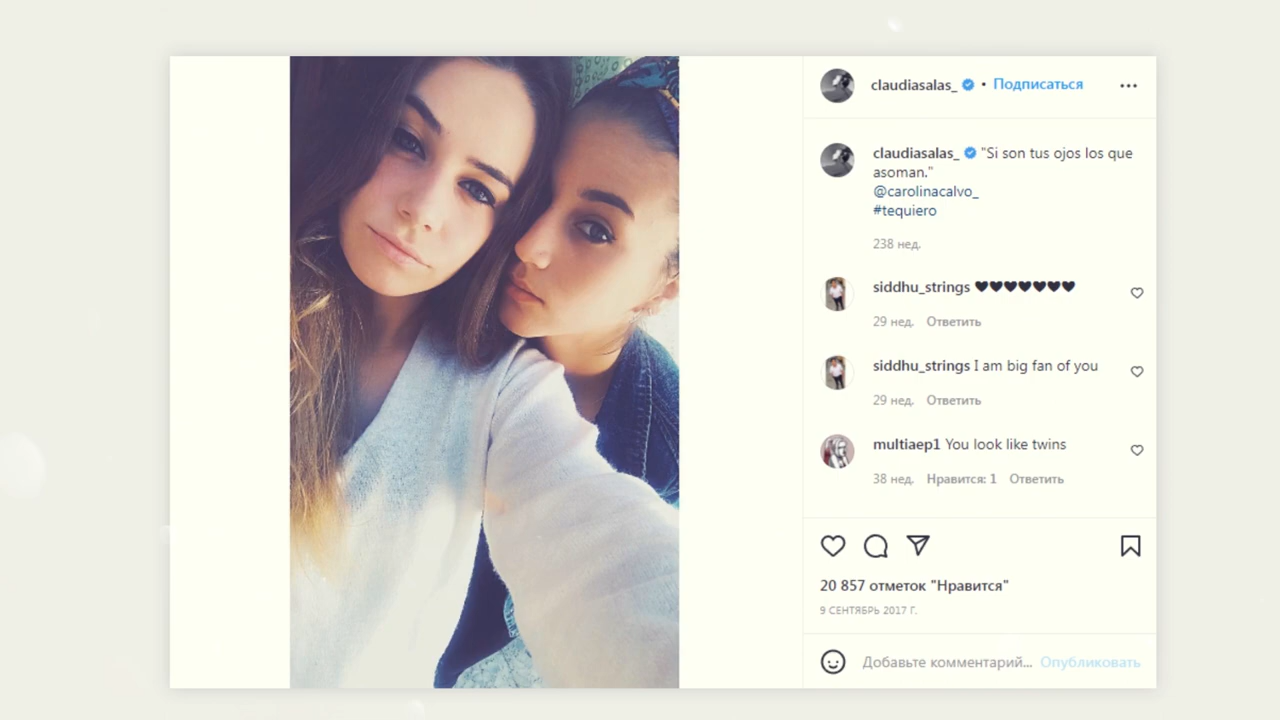 claudiasalas_ • Подписаться
claudiasalas_ "Si son tus ojos los que
asoman."
@carolinacalvo_
#tequiero
238 нед.
siddhu_strings ♥♥♥♥♥♥♥
29 нед. Ответить
siddhu_strings I am big fan of you
29 нед. Ответить
multiaep1 You look like twins
38 нед. Нравится: 1 Ответить
20 857 отметок "Нравится"
9 СЕНТЯБРЬ 2017 Г.
Добавьте комментарий... Опубликовать